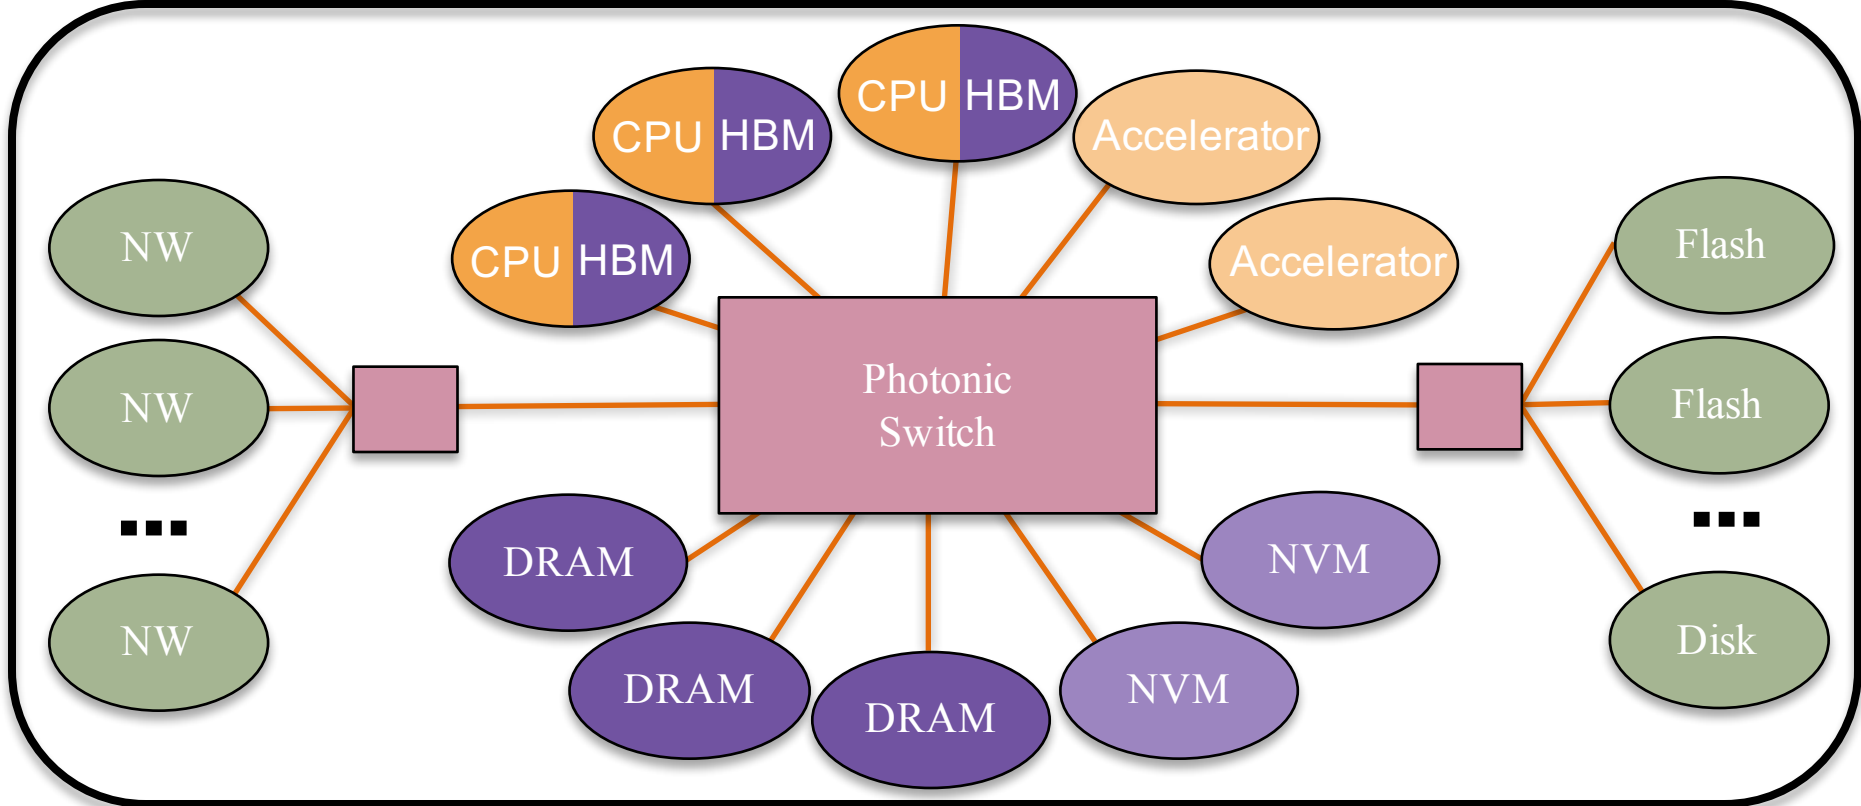 CPU HBM
CPU HBM
Accelerator
CPU HBM
Accelerator
NW
NW
NW
Photonic
Switch
Flash
Flash
Disk
DRAM
DRAM
DRAM
NVM
NVM